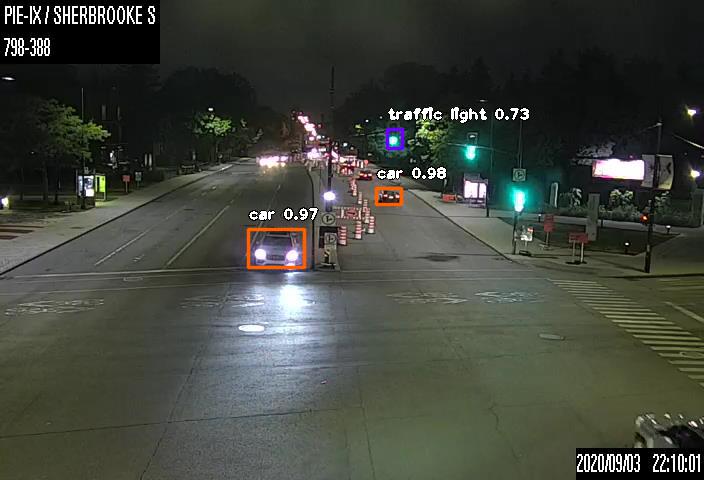 PIE-IX / SHERBROOKE S
798-388
traffic light 0.73
car 0.98
car 0.97
2020/09/03 22:10:01